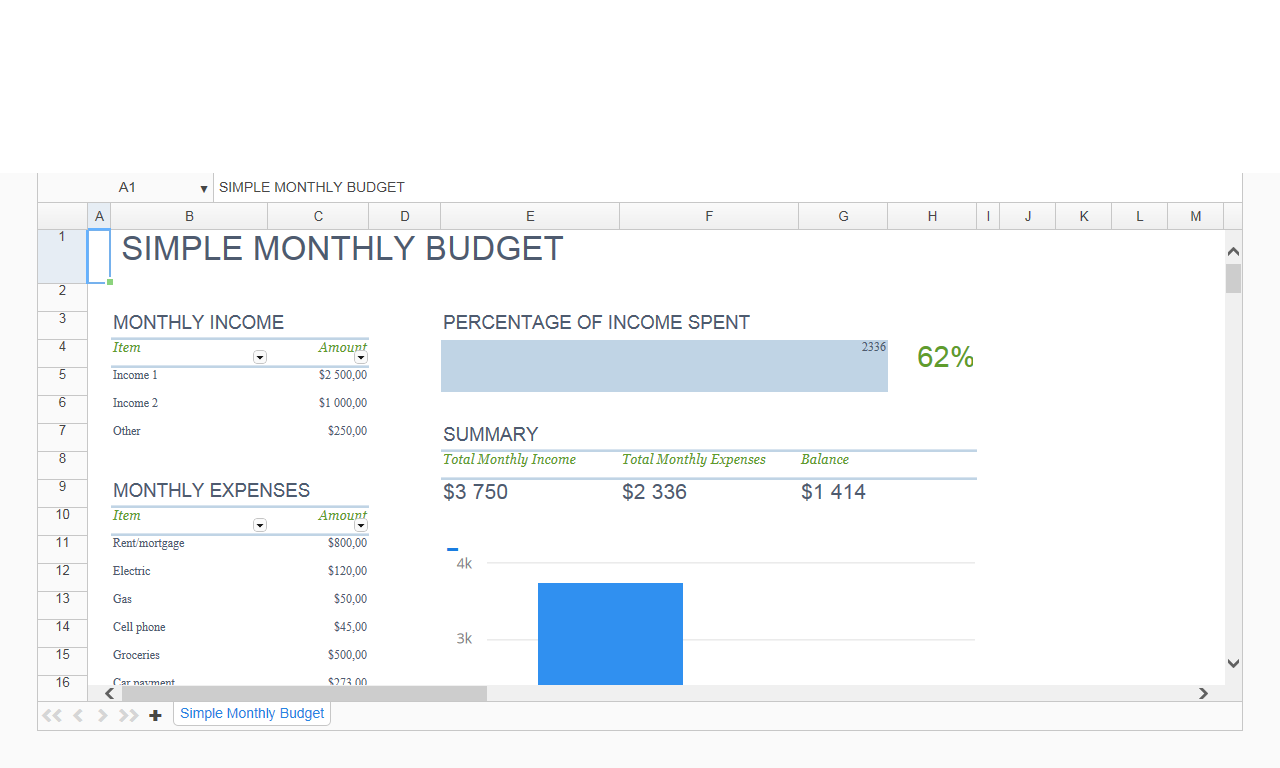 A1 ▼ SIMPLE MONTHLY BUDGET
A B C D E F G H I J K L M
1 SIMPLE MONTHLY BUDGET
2
3 MONTHLY INCOME PERCENTAGE OF INCOME SPENT
4 Item Amount 2336 62%
5 Income 1 $2 500,00
6 Income 2 $1 000,00
7 Other $250,00 SUMMARY
8 Total Monthly Income Total Monthly Expenses Balance
9 MONTHLY EXPENSES $3 750 $2 336 $1 414
10 Item Amount
11 Rent/mortgage $800,00
12 Electric $120,00 4k
13 Gas $50,00
14 Cell phone $45,00 3k
15 Groceries $500,00
16 Car payment $273,00
Simple Monthly Budget